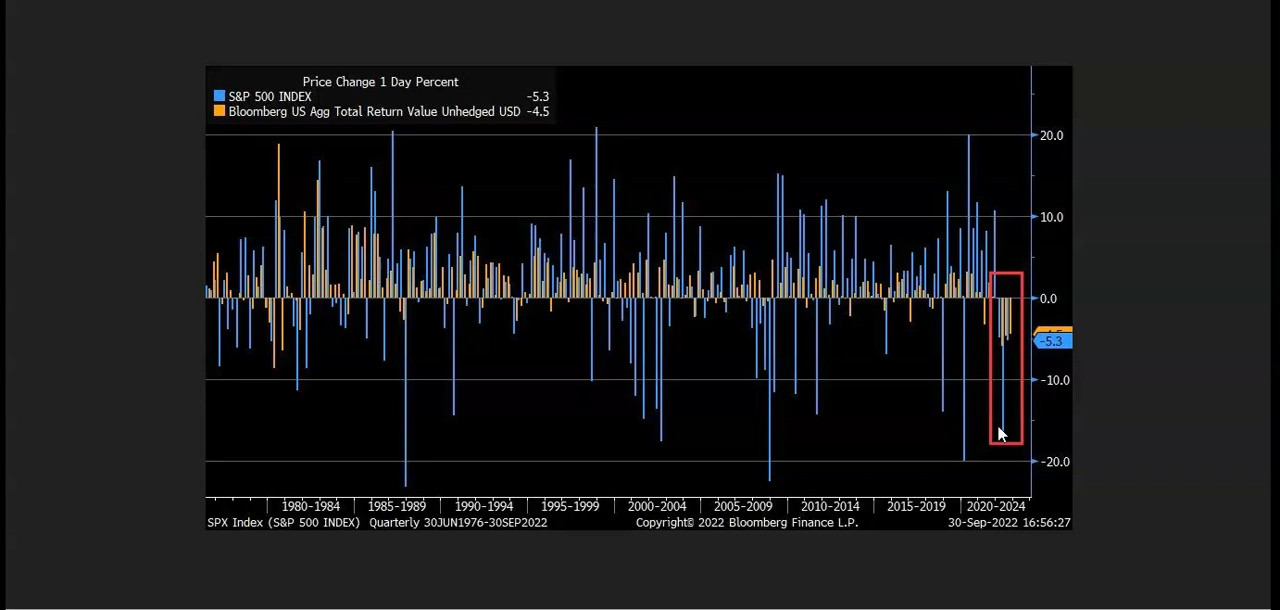 Price Change 1 Day Percent
S&P 500 INDEX -5.3
Bloomberg US Agg Total Return Value Unhedged USD -4.5
20.0
10.0
0.0
-5.3
-10.0
-20.0
1980-1984 1985-1989 1990-1994 1995-1999 2000-2004 2005-2009 2010-2014 2015-2019 2020-2024
SPX Index (S&P 500 INDEX) Quarterly 30JUN1976-30SEP2022 Copyright© 2022 Bloomberg Finance L.P. 30-Sep-2022 16:56:27